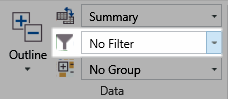 Summary
No Filter
Outline
No Group
Data